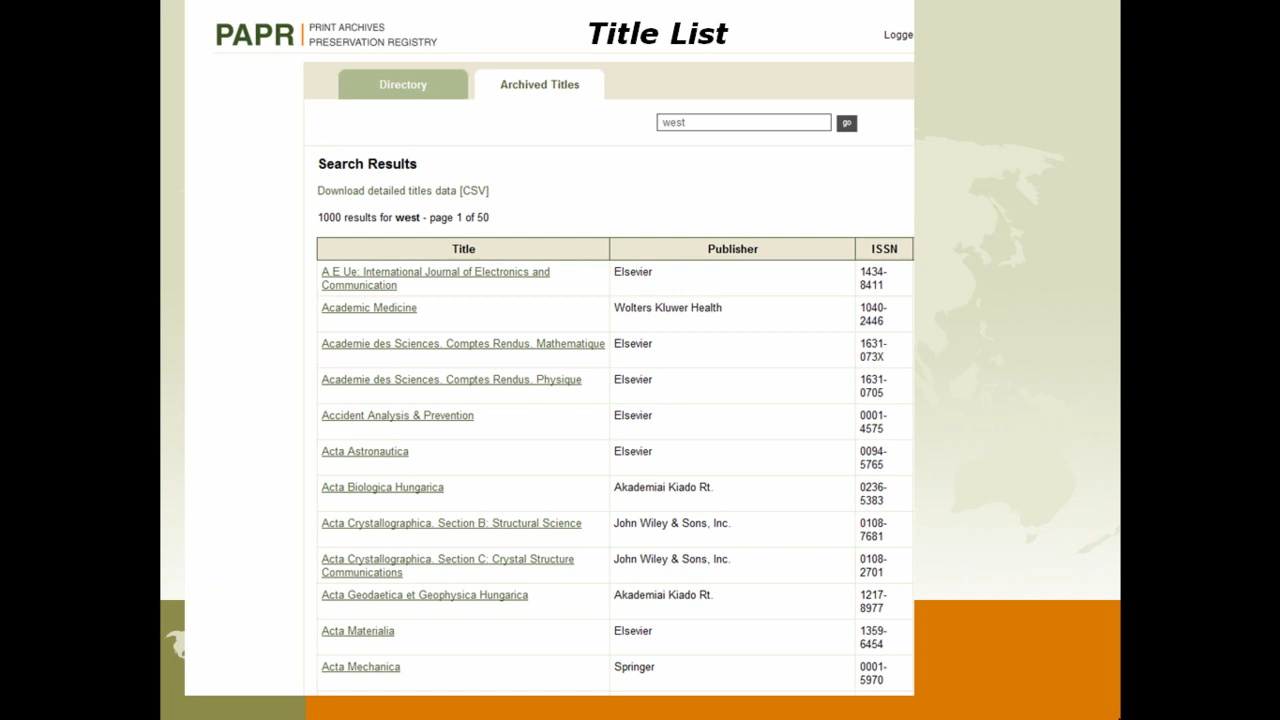 PAPR
PRINT ARCHIVES
PRESERVATION REGISTRY
Title List
Logge
Directory
Archived Titles
west
go
Search Results
Download detailed titles data [CSV]
1000 results for west - page 1 of 50
Title Publisher ISSN
A E Ue: International Journal of Electronics and
Communication
Elsevier
1434-
8411
Academic Medicine
Wolters Kluwer Health
1040-
2446
Academie des Sciences. Comptes Rendus. Mathematique
Elsevier
1631-
073X
Academie des Sciences. Comptes Rendus. Physique
Elsevier
1631-
0705
Accident Analysis & Prevention
Elsevier
0001-
4575
Acta Astronautica
Elsevier
0094-
5765
Acta Biologica Hungarica
Akademiai Kiado Rt.
0236-
5383
Acta Crystallographica. Section B: Structural Science
John Wiley & Sons, Inc.
0108-
7681
Acta Crystallographica. Section C: Crystal Structure
Communications
John Wiley & Sons, Inc.
0108-
2701
Acta Geodaetica et Geophysica Hungarica
Akademiai Kiado Rt.
1217-
8977
Acta Materialia
Elsevier
1359-
6454
Acta Mechanica
Springer
0001-
5970